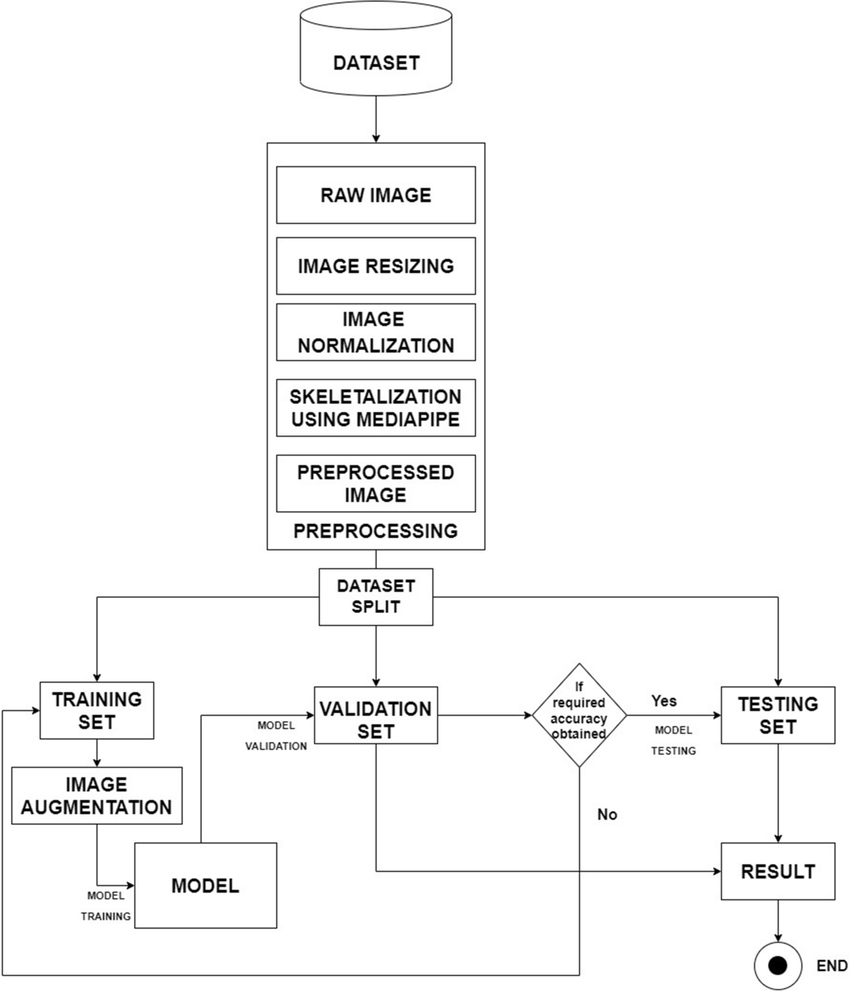 DATASET
RAW IMAGE
IMAGE RESIZING
IMAGE
NORMALIZATION
SKELETALIZATION
USING MEDIAPIPE
PREPROCESSED
IMAGE
PREPROCESSING
DATASET
SPLIT
TRAINING
SET
IMAGE
AUGMENTATION
MODEL
TRAINING
MODEL
MODEL
VALIDATION
VALIDATION
SET
If
required
accuracy
obtained
Yes
MODEL
TESTING
No
TESTING
SET
RESULT
END